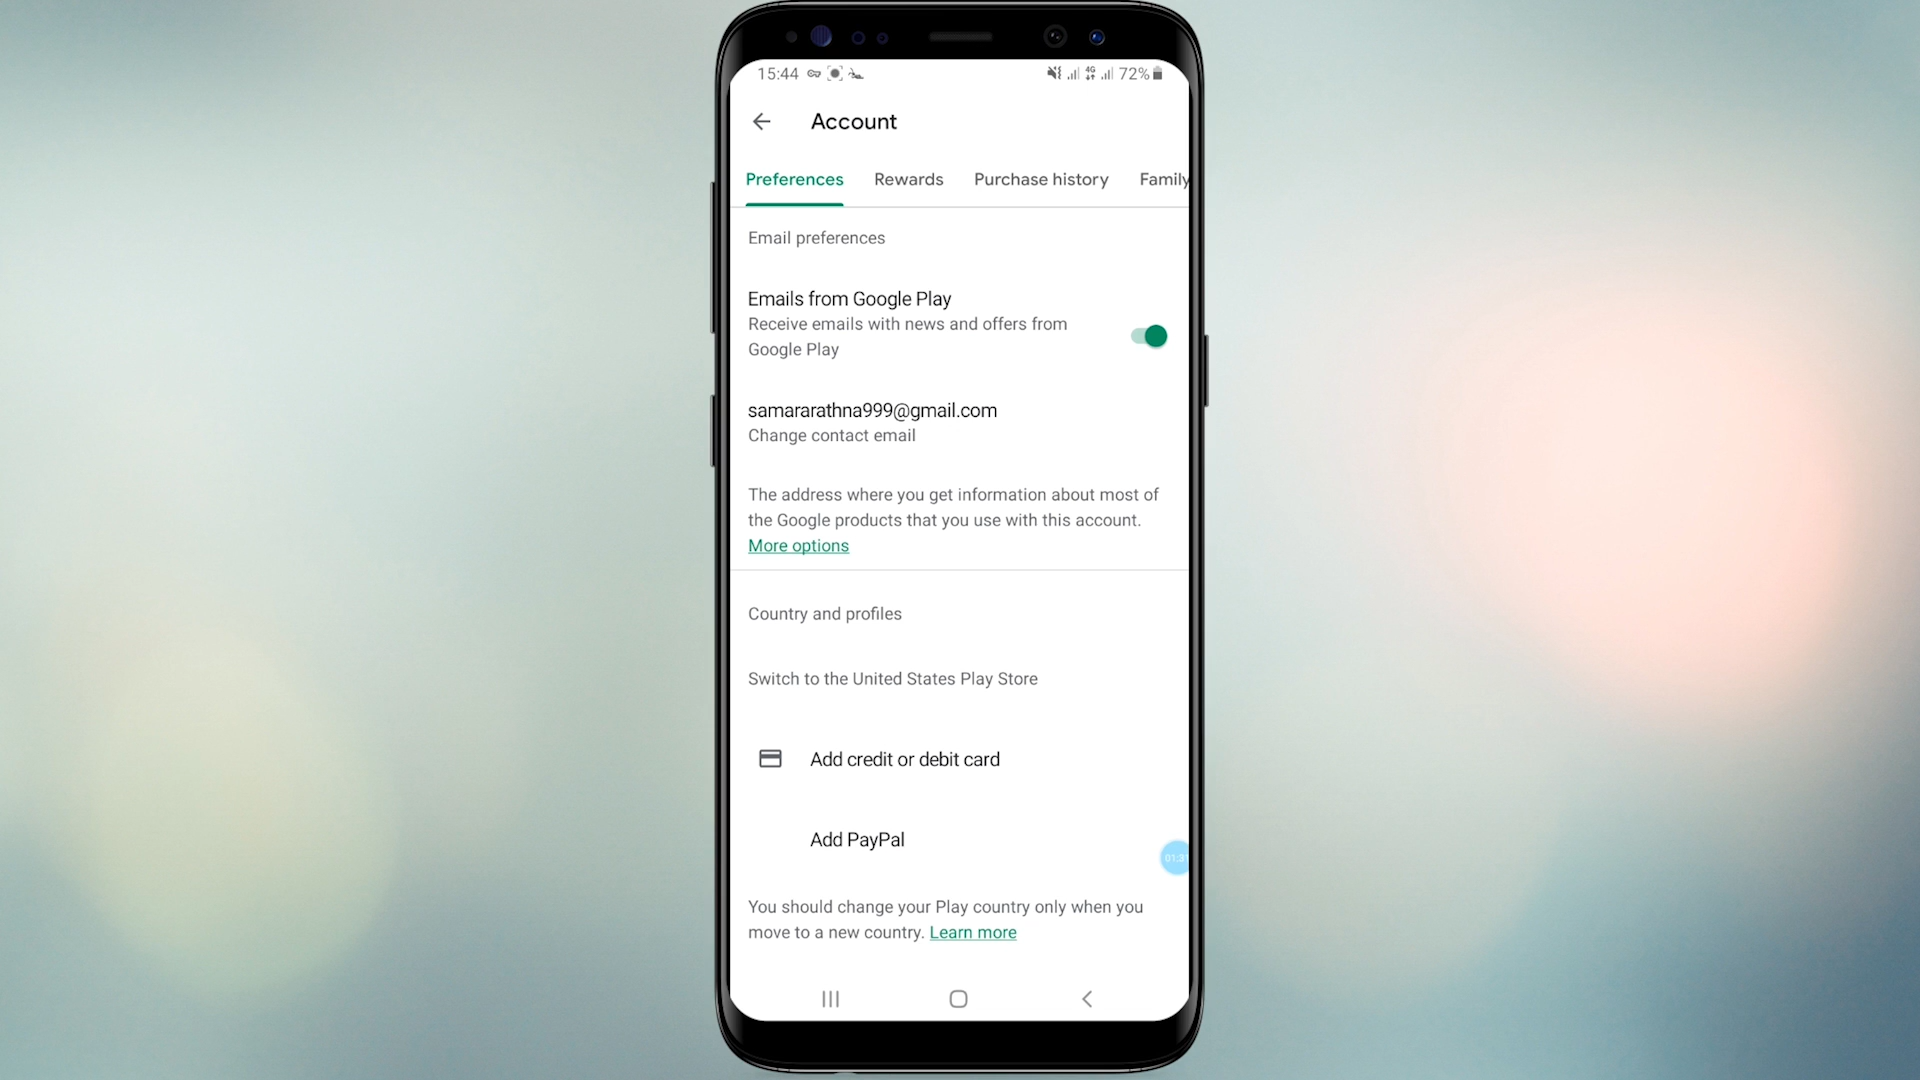 15:44
4G
72%
Account
Preferences Rewards Purchase history Family
Email preferences
Emails from Google Play
Receive emails with news and offers from
Google Play
samararathna999@gmail.com
Change contact email
The address where you get information about most of
the Google products that you use with this account.
More options
Country and profiles
Switch to the United States Play Store
Add credit or debit card
Add PayPal
01:31
You should change your Play country only when you
move to a new country. Learn more